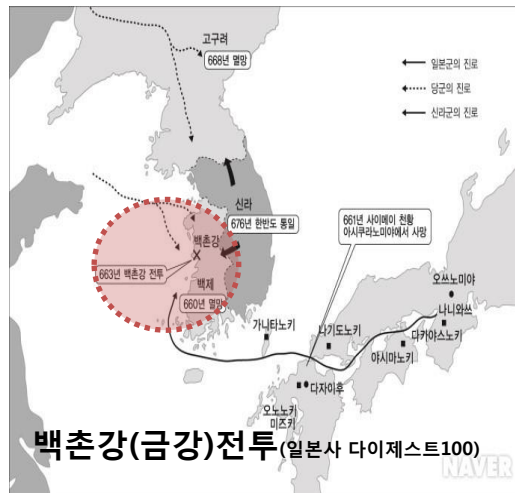 고구려
668년 멸망
일본군의 진로
당군의 진로
신라군의 진로
신라
676년 한반도 통일
661년 사이메이 천황
아시쿠라노미야에서 사망
백촌강
663년 백촌강 전투
백제
660년 멸망
오쓰노미야
나니와쓰
가니타노키
나기도노키
다카야스노키
야시마노키
다자이후
오노노키
미즈키
백촌강(금강)전투(일본사 다이제스트100)
NAVER